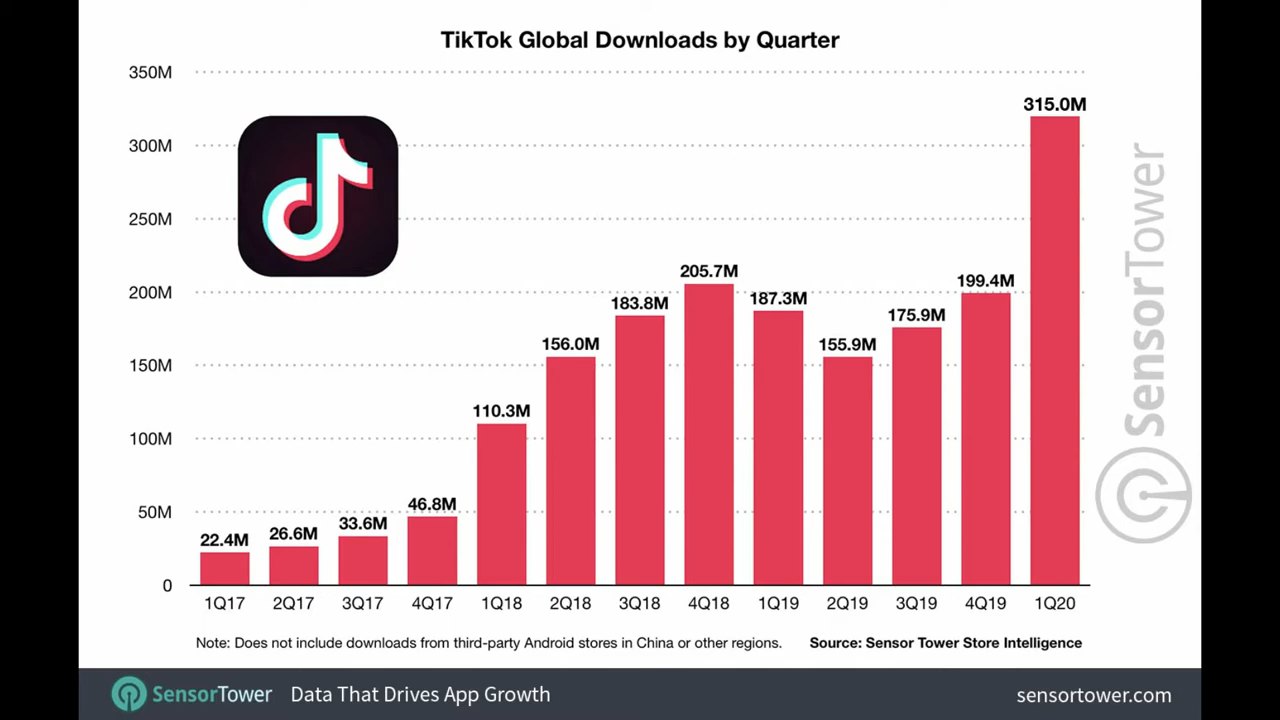 TikTok Global Downloads by Quarter
350M
300M
250M
200M
150M
100M
50M
0
22.4M
26.6M
33.6M
46.8M
110.3M
156.0M
183.8M
205.7M
187.3M
155.9M
175.9M
199.4M
315.0M
1Q17 2Q17 3Q17 4Q17 1Q18 2Q18 3Q18 4Q18 1Q19 2Q19 3Q19 4Q19 1Q20
Note: Does not include downloads from third-party Android stores in China or other regions. Source: Sensor Tower Store Intelligence
SensorTower
SensorTower Data That Drives App Growth sensortower.com